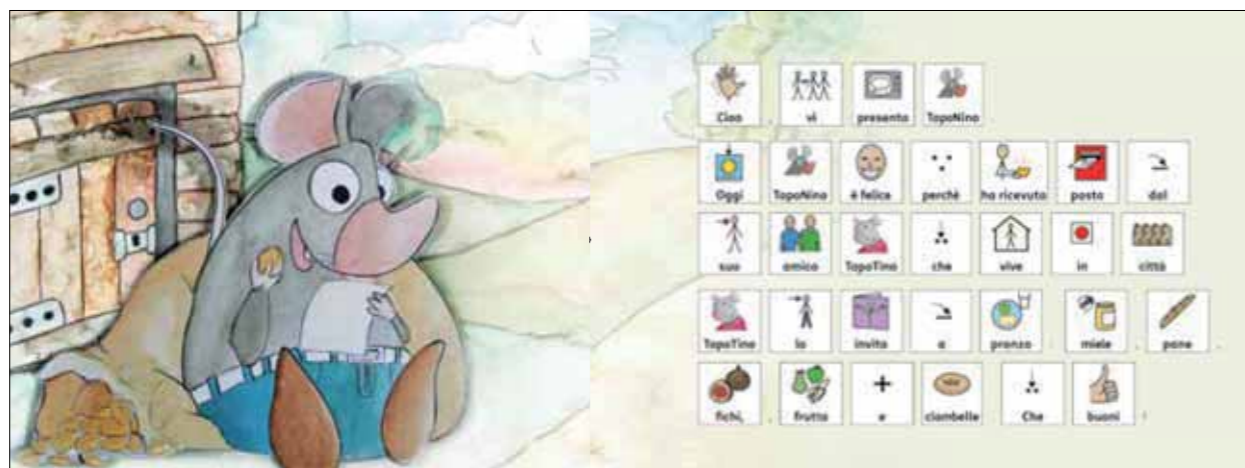 Ciao , vi presento TopoNino .
Oggi TopoNino è felice perchè ha ricevuto posta dal
suo amico TopoTino che vive in città
TopoTino lo invita a pranzo : miele , pane ,
fichi, , frutta e ciambelle Che buoni !